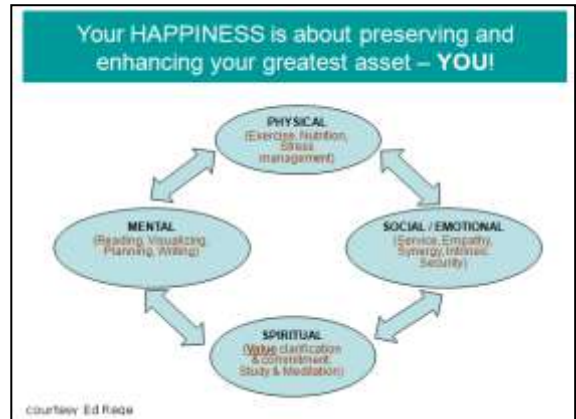 Your HAPPINESS is about preserving and
enhancing your greatest asset – YOU!
PHYSICAL
(Exercise, Nutrition,
Stress
management)
MENTAL
(Reading, Visualizing,
Planning, Writing)
SOCIAL / EMOTIONAL
(Service, Empathy,
Synergy, Intrinsic
Security)
SPIRITUAL
(Value clarification
& commitment,
Study & Meditation)
courtesy Ed Rege